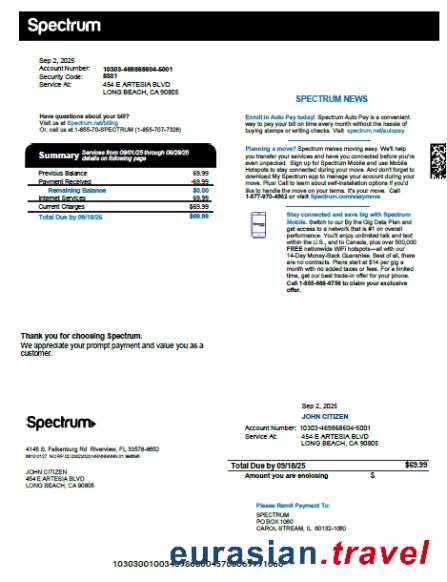 Spectrum
Sep 2, 2025
Account Number: 10303-469868604-5001
Security Code: 8331
Service At: 454 E ARTESIA BLVD
LONG BEACH, CA 90805
Have questions about your bill?
Visit us at Spectrum.net/billing
Or, call us at 1-855-70-SPECTRUM (1-855-707-7328)
Summary Services from 09/01/25 through 09/29/25
details on following page
Previous Balance 69.99
Payment Received -69.99
Remaining Balance $0.00
Internet Services 69.99
Current Charges $69.99
Total Due by 09/18/25 $69.99
SPECTRUM NEWS
Enroll in Auto Pay today! Spectrum Auto Pay is a convenient
way to pay your bill on time every month without the hassle of
buying stamps or writing checks. Visit spectrum.net/autopay.
Planning a move? Spectrum makes moving easy. We'll help
you transfer your services and have you connected before you're
even unpacked. Sign up for Spectrum Mobile and use Mobile
Hotspots to stay connected during your move. And don't forget to
download My Spectrum app to manage your account during your
move. Plus! Call to learn about self-installation options if you'd
like to handle the move on your terms. It's your move. Call
1-877-970-4862 or visit Spectrum.com/easymove
Stay connected and save big with Spectrum
Mobile. Switch to our By the Gig Data Plan and
get access to a network that is #1 on overall
performance. You'll enjoy unlimited talk and text
within the U.S., and to Canada, plus over 500,000
FREE nationwide WiFi hotspots—all with our
14-Day Money-Back Guarantee. Best of all, there
are no contracts. Plans start at $14 per gig a
month with no added taxes or fees. For a limited
time, get our best trade-in offer for your phone.
Call 1-855-688-6756 to claim your exclusive
offer.
Thank you for choosing Spectrum.
We appreciate your prompt payment and value you as a
customer.
Spectrum
4145 S. Falkenburg Rd Riverview, FL 33578-8652
JOHN CITIZEN
454 E ARTESIA BLVD
LONG BEACH, CA 90805
Sep 2, 2025
JOHN CITIZEN
Account Number: 10303-469868604-5001
Service At: 454 E ARTESIA BLVD
LONG BEACH, CA 90805
Total Due by 09/18/25 $69.99
Amount you are enclosing $
Please Remit Payment To:
SPECTRUM
PO BOX 1060
CAROL STREAM, IL 60132-1060
eurasian.travel